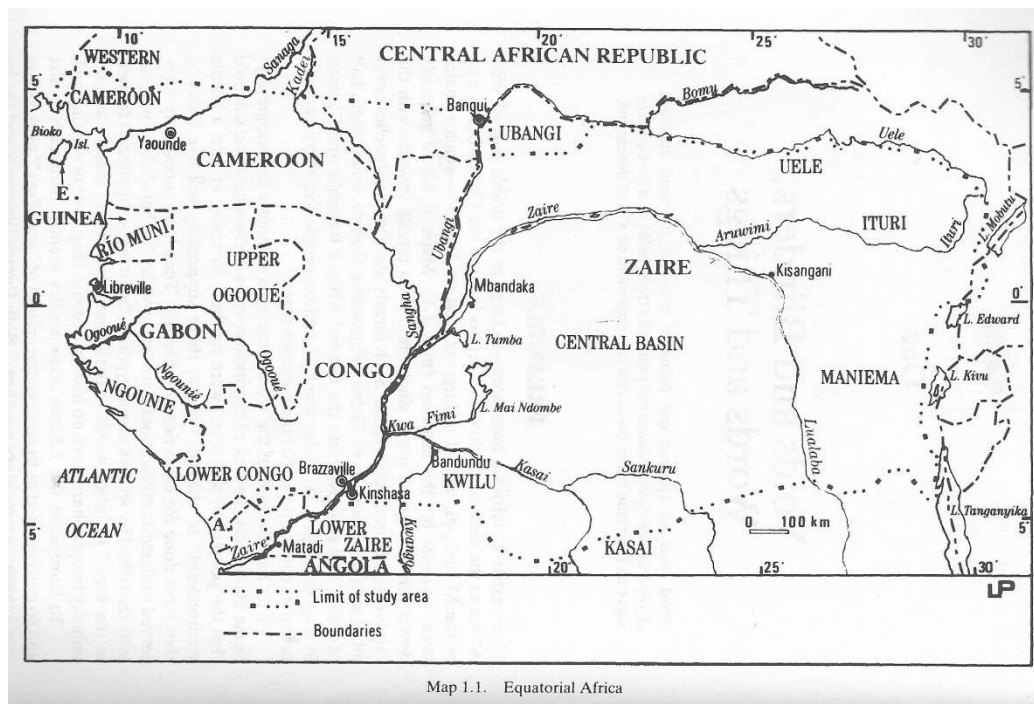 10°
15°
20°
25°
30°
WESTERN
CAMEROON
Sanaga
Kadei
CENTRAL AFRICAN REPUBLIC
5
5
Bioko
Isl.
Yaounde
Bangui
UBANGI
Bomu
Uele
UELE
CAMEROON
E.
GUINEA
RÍO MUNI
UPPER
OGOOUÉ
Ubangi
Zaire
Aruwimi
ITURI
Ituri
L. Mobutu
ZAIRE
Kisangani
Mbandaka
Libreville
0°
0°
Ogooué
GABON
Sangha
L. Tumba
CENTRAL BASIN
L. Edward
Ngounié
Ogooué
NGOUNIE
CONGO
MANIEMA
L. Kivu
L. Mai Ndombe
Fimi
Kwa
Lualaba
ATLANTIC
OCEAN
LOWER CONGO
Brazzaville
Kinshasa
Bandundu
KWILU
Kasai
Sankuru
L. Tanganyika
5
5
A.
Zaire
Matadi
LOWER
ZAIRE
Kwango
KASAI
0 100 km
ANGOLA
20°
25°
30°
UP
Limit of study area
Boundaries
Map 1.1. Equatorial Africa